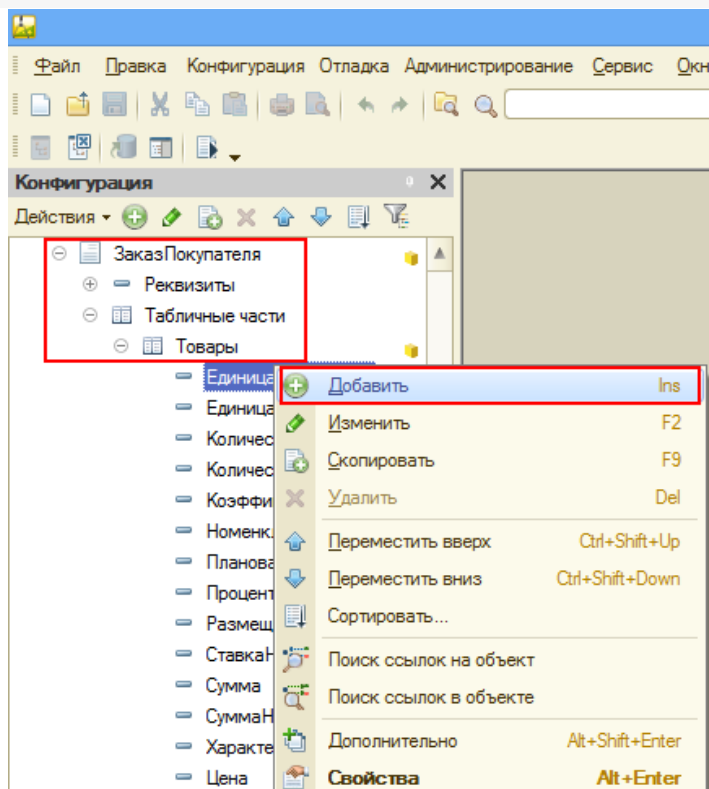 Файл Правка Конфигурация Отладка Администрирование Сервис Окн
Конфигурация
Действия
ЗаказПокупателя
Реквизиты
Табличные части
Товары
Единица
Добавить Ins
Единица
Изменить F2
Количес
Скопировать F9
Количес
Коэффи
Удалить Del
Номенк
Переместить вверх Ctrl+Shift+Up
Планова
Переместить вниз Ctrl+Shift+Down
Процент
Размещ
Сортировать...
СтавкаН
Поиск ссылок на объект
Сумма
Поиск ссылок в объекте
СуммаН
Характе
Дополнительно Alt+Shift+Enter
Цена
Свойства Alt+Enter